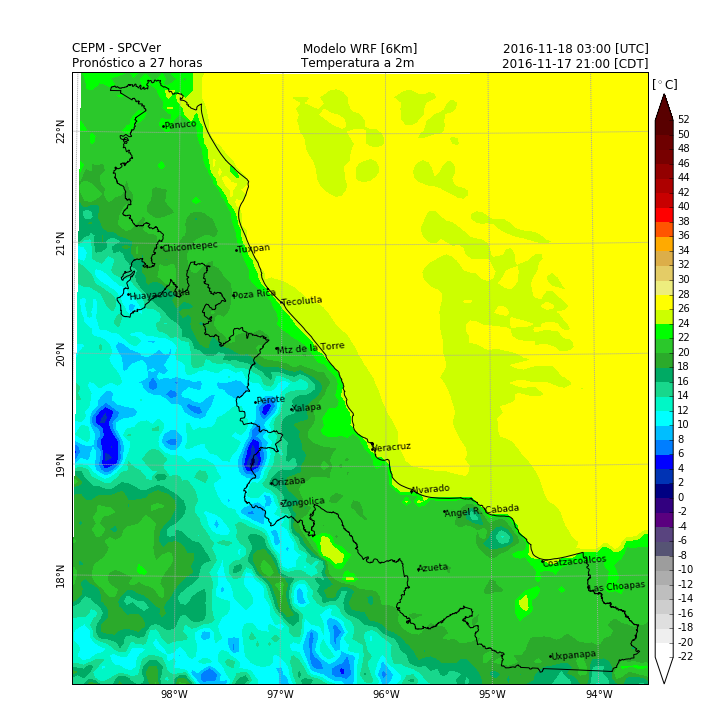 CEPM - SPCVer
Modelo WRF [6Km]
2016-11-18 03:00 [UTC]
Pronóstico a 27 horas
Temperatura a 2m
2016-11-17 21:00 [CDT]
[°C]
52
50
48
46
44
42
40
38
36
34
32
30
28
26
24
22
20
18
16
14
12
10
8
6
4
2
0
-2
-4
-6
-8
-10
-12
-14
-16
-18
-20
-22
22°N
21°N
20°N
19°N
18°N
Panuco
Chicontepec
Tuxpan
Huayacocotla
Poza Rica
Tecolutla
Mtz de la Torre
Perote
Xalapa
Veracruz
Orizaba
Alvarado
Zongolica
Angel R. Cabada
Coatzacoalcos
Azueta
Las Choapas
Uxpanapa
98°W
97°W
96°W
95°W
94°W